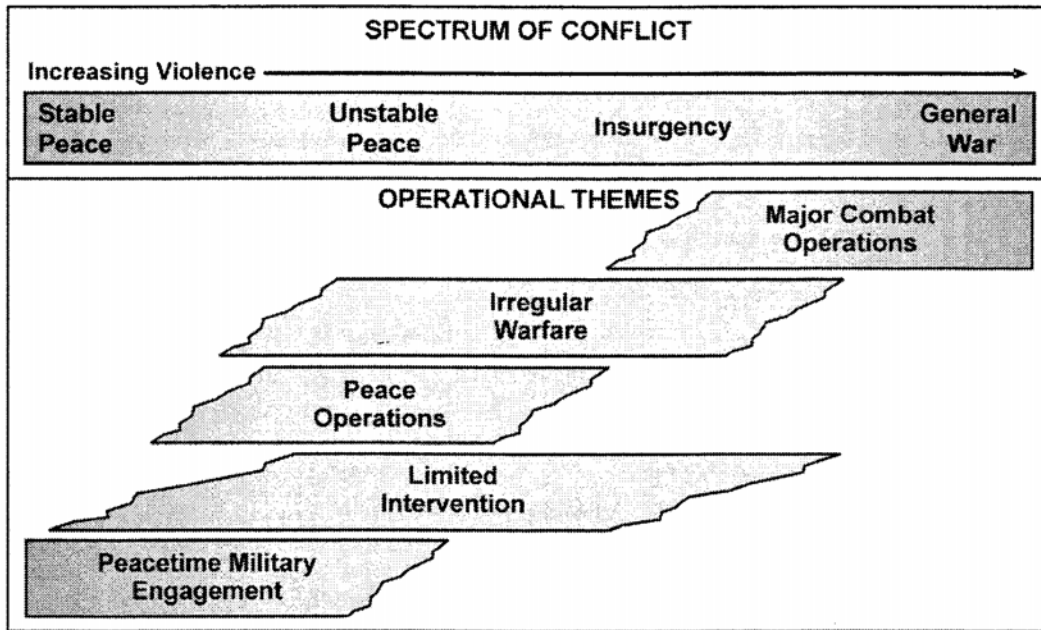 SPECTRUM OF CONFLICT
Increasing Violence
Stable
Peace
Unstable
Peace
Insurgency
General
War
OPERATIONAL THEMES
Major Combat
Operations
Irregular
Warfare
Peace
Operations
Limited
Intervention
Peacetime Military
Engagement